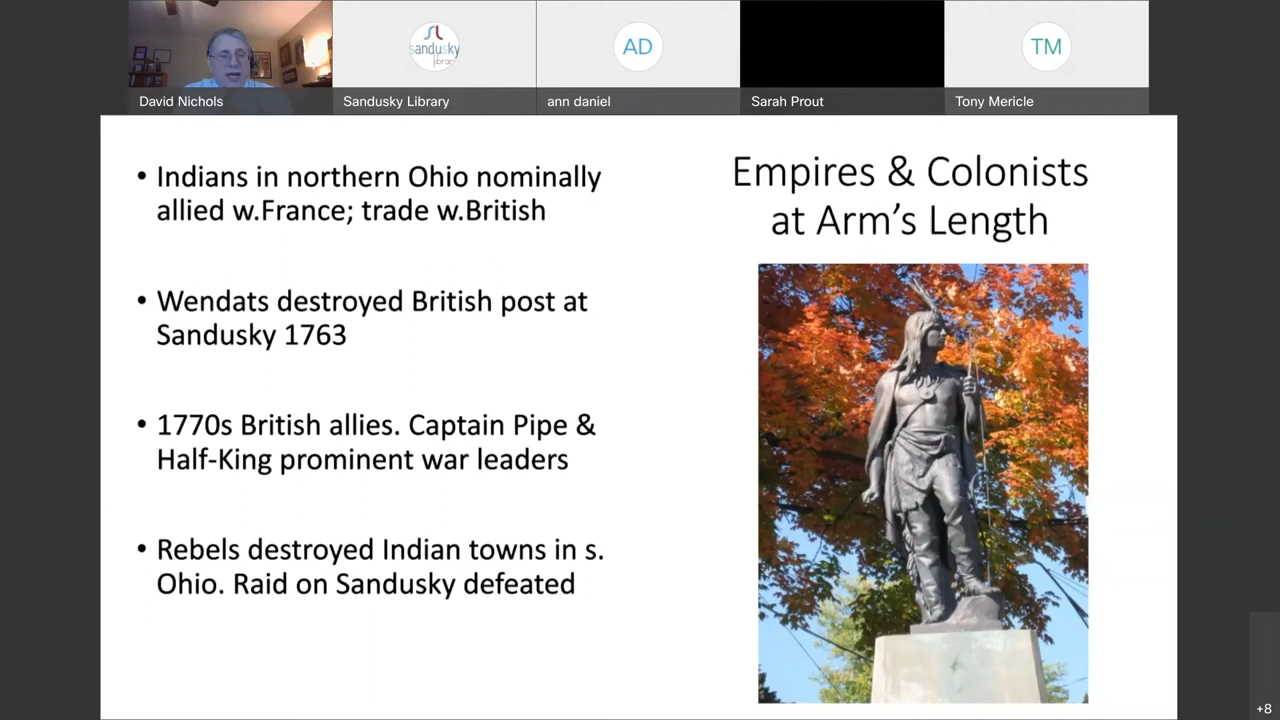 sandusky
library
AD
TM
David Nichols
Sandusky Library
ann daniel
Sarah Prout
Tony Mericle
Empires & Colonists
at Arm’s Length
• Indians in northern Ohio nominally
allied w.France; trade w.British
• Wendats destroyed British post at
Sandusky 1763
• 1770s British allies. Captain Pipe &
Half-King prominent war leaders
• Rebels destroyed Indian towns in s.
Ohio. Raid on Sandusky defeated
+8